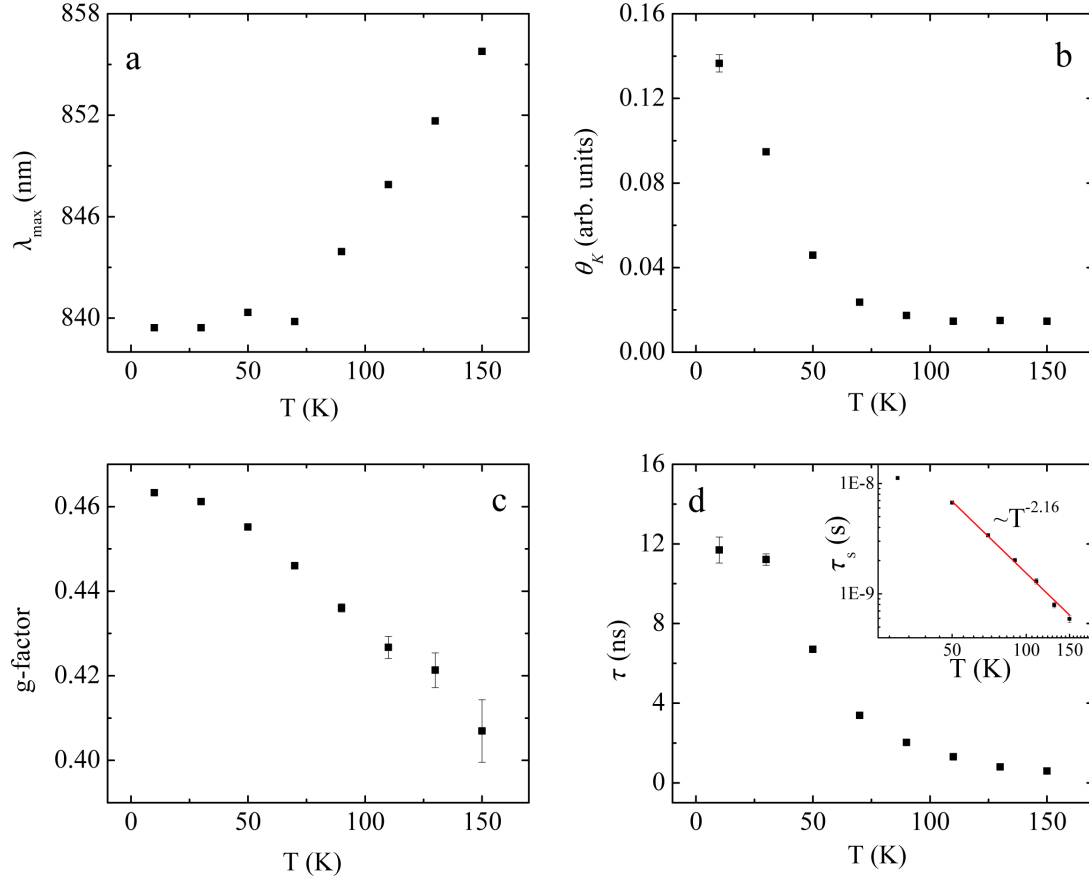 858
852
846
840
λmax (nm)
a
0 50 100 150
T (K)
0.16
0.12
0.08
0.04
0.00
θK (arb. units)
b
0 50 100 150
T (K)
0.46
0.44
0.42
0.40
g-factor
c
0 50 100 150
T (K)
16
12
8
4
0
τ (ns)
d
1E-8
1E-9
τs (s)
~T-2.16
50 100 150
T (K)
0 50 100 150
T (K)